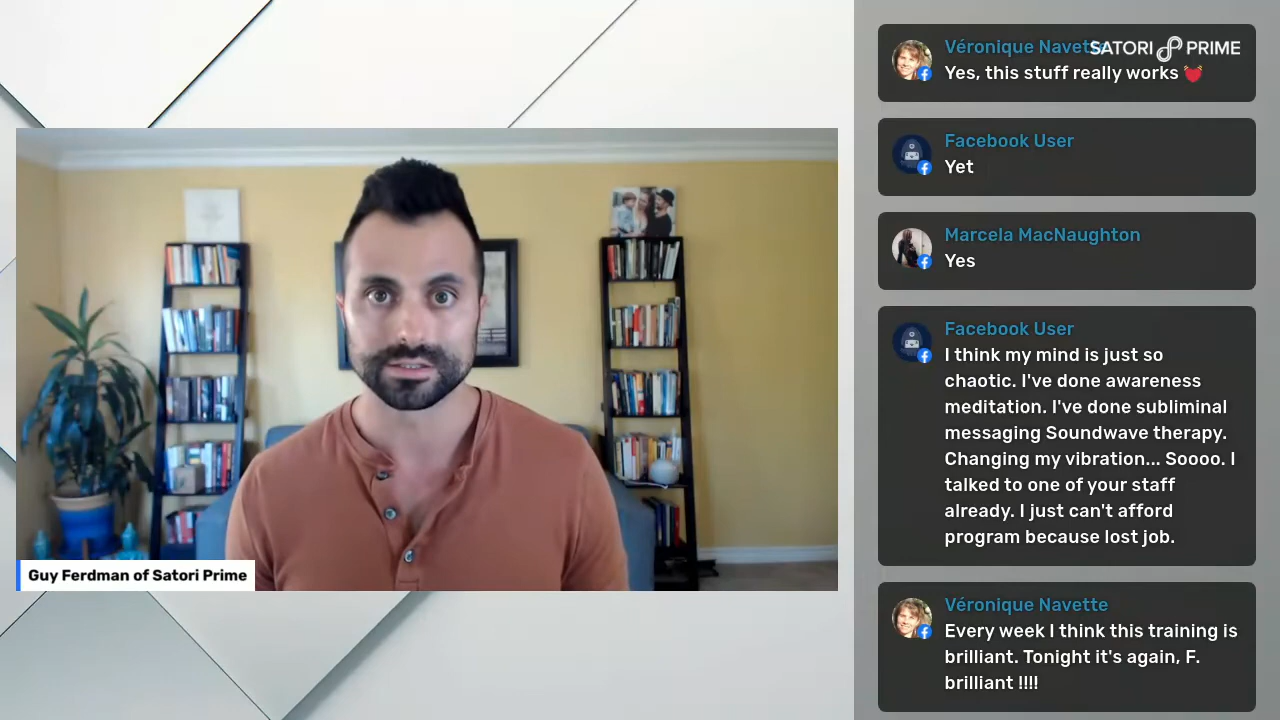 Véronique Navette
SATORI PRIME
Yes, this stuff really works 💓
Facebook User
Yet
Marcela MacNaughton
Yes
Facebook User
I think my mind is just so
chaotic. I've done awareness
meditation. I've done subliminal
messaging Soundwave therapy.
Changing my vibration... Soooo. I
talked to one of your staff
already. I just can't afford
program because lost job.
Véronique Navette
Every week I think this training is
brilliant. Tonight it's again, F.
brilliant !!!!
Guy Ferdman of Satori Prime